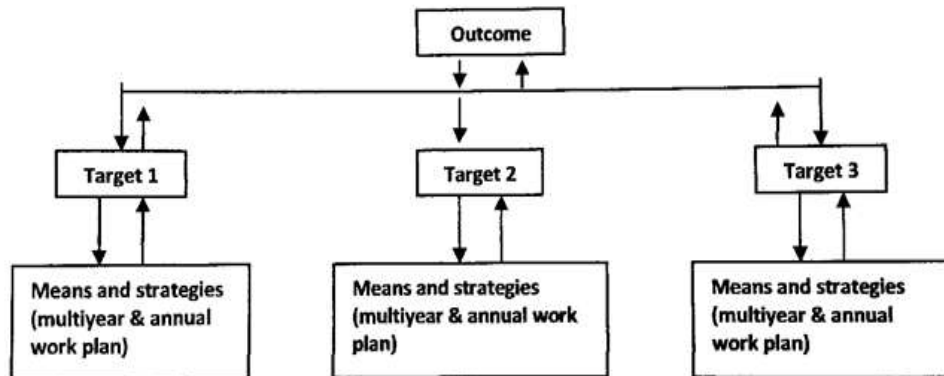 Outcome
Target 1
Target 2
Target 3
Means and strategies
(multiyear & annual
work plan)
Means and strategies
(multiyear & annual work
plan)
Means and strategies
(multiyear & annual
work plan)